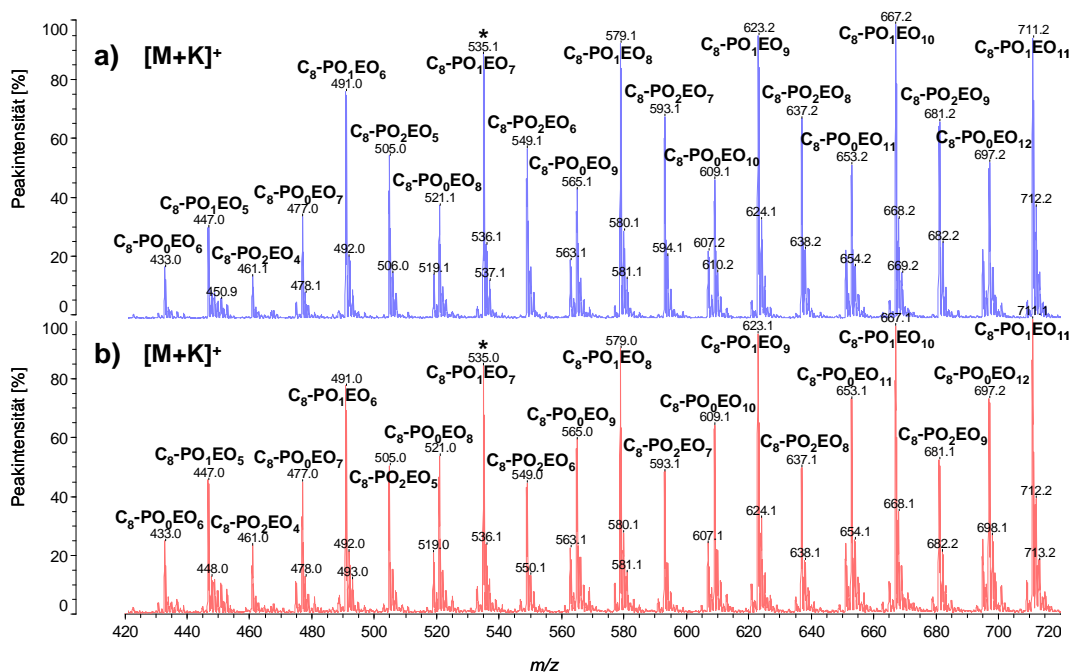 a) [M+K]+
Peakintensität [%]
100
80
60
40
20
0
C8-PO0EO6
433.0
C8-PO1EO5
447.0
450.9
C8-PO2EO4
461.1
C8-PO0EO7
477.0
478.1
C8-PO1EO6
491.0
492.0
C8-PO2EO5
505.0
506.0
519.1
C8-PO0EO8
521.1
*
535.1
C8-PO1EO7
536.1
537.1
C8-PO2EO6
549.1
563.1
C8-PO0EO9
565.1
579.1
C8-PO1EO8
580.1
581.1
C8-PO2EO7
593.1
594.1
607.2
C8-PO0EO10
609.1
610.2
623.2
C8-PO1EO9
624.1
C8-PO2EO8
637.2
638.2
C8-PO0EO11
653.2
654.2
667.2
C8-PO1EO10
668.2
669.2
C8-PO2EO9
681.2
682.2
C8-PO0EO12
697.2
711.2
C8-PO1EO11
712.2
b) [M+K]+
Peakintensität [%]
100
80
60
40
20
0
C8-PO0EO6
433.0
C8-PO1EO5
447.0
448.0
C8-PO2EO4
461.0
C8-PO0EO7
477.0
478.0
491.0
C8-PO1EO6
492.0
493.0
505.0
C8-PO2EO5
519.0
C8-PO0EO8
521.0
*
535.0
C8-PO1EO7
536.1
549.0
C8-PO2EO6
550.1
563.1
C8-PO0EO9
565.0
579.0
C8-PO1EO8
580.1
581.1
C8-PO2EO7
593.1
607.1
C8-PO0EO10
609.1
623.1
C8-PO1EO9
624.1
C8-PO2EO8
637.1
638.1
C8-PO0EO11
653.1
654.1
667.1
C8-PO1EO10
668.1
C8-PO2EO9
681.1
682.2
C8-PO0EO12
697.2
698.1
711.1
C8-PO1EO11
712.2
713.2
420 440 460 480 500 520 540 560 580 600 620 640 660 680 700 720
m/z